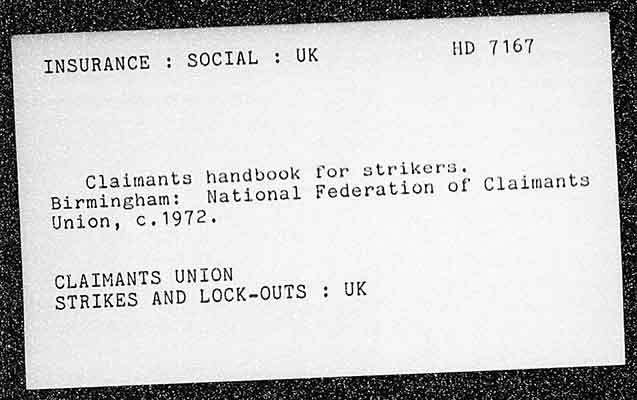 INSURANCE : SOCIAL : UK HD 7167
Claimants handbook for strikers.
Birmingham: National Federation of Claimants
Union, c.1972.
CLAIMANTS UNION
STRIKES AND LOCK-OUTS : UK